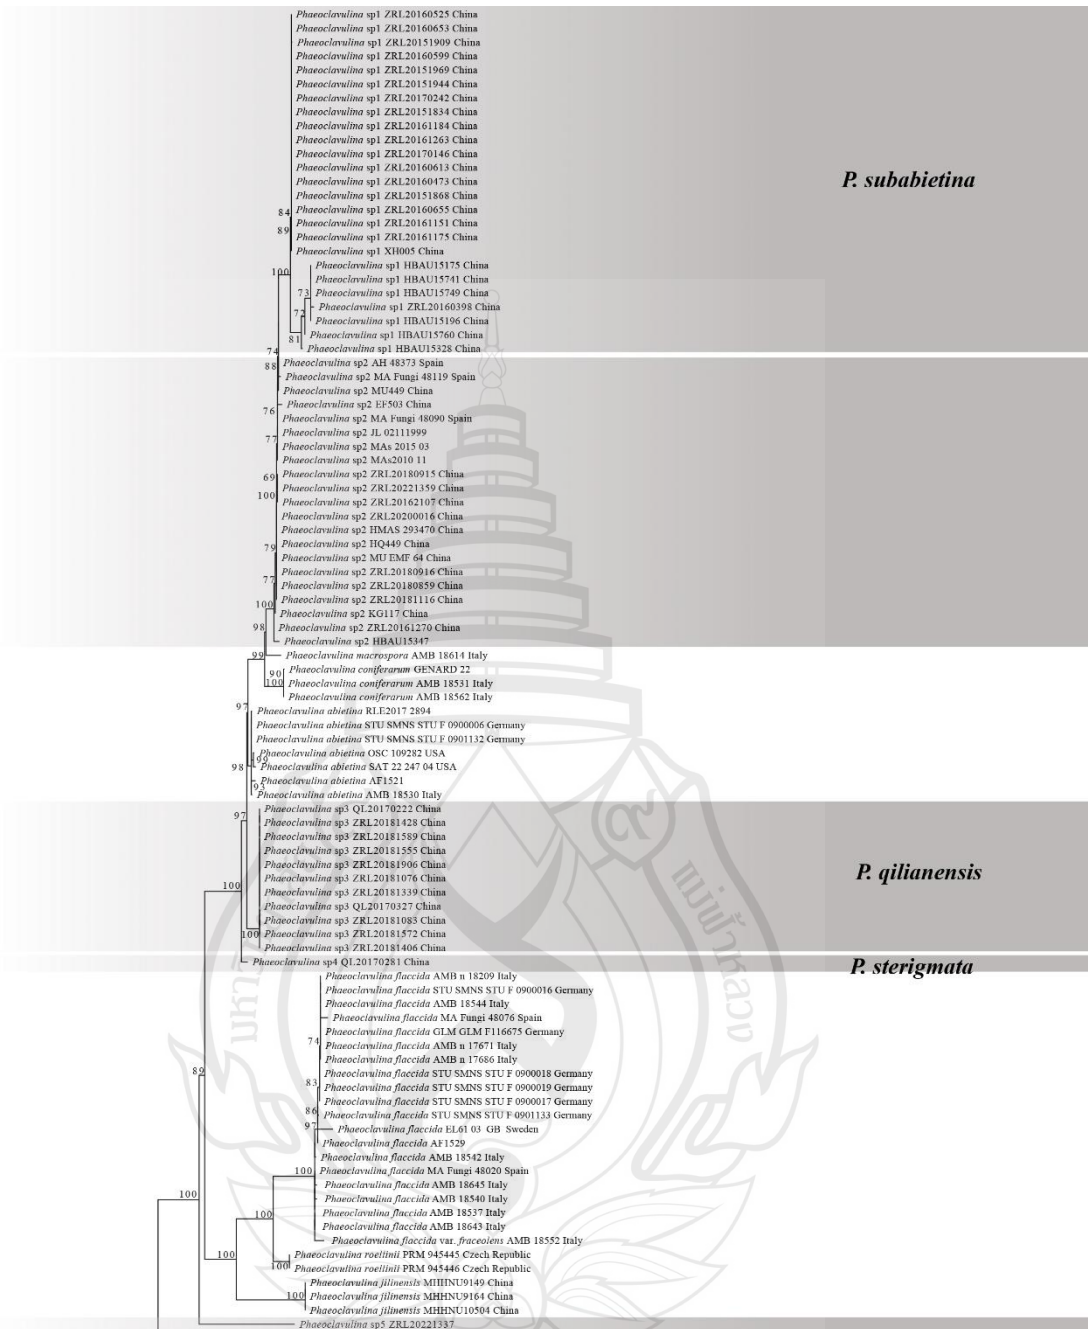 Phaeoclavulina sp1 ZRL20160525 China
Phaeoclavulina sp1 ZRL20160653 China
Phaeoclavulina sp1 ZRL20151909 China
Phaeoclavulina sp1 ZRL20160599 China
Phaeoclavulina sp1 ZRL20151969 China
Phaeoclavulina sp1 ZRL20151944 China
Phaeoclavulina sp1 ZRL20170242 China
Phaeoclavulina sp1 ZRL20151834 China
Phaeoclavulina sp1 ZRL20161184 China
Phaeoclavulina sp1 ZRL20161263 China
Phaeoclavulina sp1 ZRL20170146 China
Phaeoclavulina sp1 ZRL20160613 China
P. subabietina
Phaeoclavulina sp1 ZRL20160473 China
Phaeoclavulina sp1 ZRL20151868 China
84 Phaeoclavulina sp1 ZRL20160655 China
Phaeoclavulina sp1 ZRL20161151 China
89 Phaeoclavulina sp1 ZRL20161175 China
Phaeoclavulina sp1 XH005 China
Phaeoclavulina sp1 HBAU15175 China
100 Phaeoclavulina sp1 HBAU15741 China
73 Phaeoclavulina sp1 HBAU15749 China
Phaeoclavulina sp1 ZRL20160398 China
72 Phaeoclavulina sp1 HBAU15196 China
81 Phaeoclavulina sp1 HBAU15760 China
74 Phaeoclavulina sp1 HBAU15328 China
88 Phaeoclavulina sp2 AH 48373 Spain
Phaeoclavulina sp2 MA Fungi 48119 Spain
Phaeoclavulina sp2 MU449 China
76 Phaeoclavulina sp2 EF503 China
Phaeoclavulina sp2 MA Fungi 48090 Spain
77 Phaeoclavulina sp2 JL 02111999
Phaeoclavulina sp2 MAs 2015 03
Phaeoclavulina sp2 MAs2010 11
69 Phaeoclavulina sp2 ZRL20180915 China
100 Phaeoclavulina sp2 ZRL20221359 China
Phaeoclavulina sp2 ZRL20162107 China
Phaeoclavulina sp2 ZRL20200016 China
Phaeoclavulina sp2 HMAS 293470 China
79 Phaeoclavulina sp2 HQ449 China
Phaeoclavulina sp2 MU EMF 64 China
Phaeoclavulina sp2 ZRL20180916 China
77 Phaeoclavulina sp2 ZRL20180859 China
Phaeoclavulina sp2 ZRL20181116 China
100 Phaeoclavulina sp2 KG117 China
98 Phaeoclavulina sp2 ZRL20161270 China
Phaeoclavulina sp2 HBAU15347
99 Phaeoclavulina macrospora AMB 18614 Italy
90 Phaeoclavulina coniferarum GENARD 22
100 Phaeoclavulina coniferarum AMB 18531 Italy
Phaeoclavulina coniferarum AMB 18562 Italy
97 Phaeoclavulina abietina RLE2017 2894
Phaeoclavulina abietina STU SMNS STU F 0900006 Germany
Phaeoclavulina abietina STU SMNS STU F 0901132 Germany
99 Phaeoclavulina abietina OSC 109282 USA
98 Phaeoclavulina abietina SAT 22 247 04 USA
93 Phaeoclavulina abietina AF1521
Phaeoclavulina abietina AMB 18530 Italy
97 Phaeoclavulina sp3 QL20170222 China
Phaeoclavulina sp3 ZRL20181428 China
Phaeoclavulina sp3 ZRL20181589 China
Phaeoclavulina sp3 ZRL20181555 China
Phaeoclavulina sp3 ZRL20181906 China
P. qilianensis
100 Phaeoclavulina sp3 ZRL20181076 China
Phaeoclavulina sp3 ZRL20181339 China
Phaeoclavulina sp3 QL20170327 China
Phaeoclavulina sp3 ZRL20181083 China
100 Phaeoclavulina sp3 ZRL20181572 China
Phaeoclavulina sp3 ZRL20181406 China
Phaeoclavulina sp4 QL20170281 China
P. sterigmata
Phaeoclavulina flaccida AMB n 18209 Italy
Phaeoclavulina flaccida STU SMNS STU F 0900016 Germany
Phaeoclavulina flaccida AMB 18544 Italy
Phaeoclavulina flaccida MA Fungi 48076 Spain
Phaeoclavulina flaccida GLM GLM F116675 Germany
74 Phaeoclavulina flaccida AMB n 17671 Italy
Phaeoclavulina flaccida AMB n 17686 Italy
89 Phaeoclavulina flaccida STU SMNS STU F 0900018 Germany
83 Phaeoclavulina flaccida STU SMNS STU F 0900019 Germany
Phaeoclavulina flaccida STU SMNS STU F 0900017 Germany
86 Phaeoclavulina flaccida STU SMNS STU F 0901133 Germany
97 Phaeoclavulina flaccida EL61 03 GB Sweden
Phaeoclavulina flaccida AF1529
Phaeoclavulina flaccida AMB 18542 Italy
100 Phaeoclavulina flaccida MA Fungi 48020 Spain
Phaeoclavulina flaccida AMB 18645 Italy
100 Phaeoclavulina flaccida AMB 18540 Italy
Phaeoclavulina flaccida AMB 18537 Italy
100 Phaeoclavulina flaccida AMB 18643 Italy
Phaeoclavulina flaccida var. fraceolens AMB 18552 Italy
100 Phaeoclavulina roellinii PRM 945445 Czech Republic
100 Phaeoclavulina roellinii PRM 945446 Czech Republic
Phaeoclavulina jilinensis MHHNU9149 China
100 Phaeoclavulina jilinensis MHHNU9164 China
Phaeoclavulina jilinensis MHHNU10504 China
Phaeoclavulina sp5 ZRL20221337